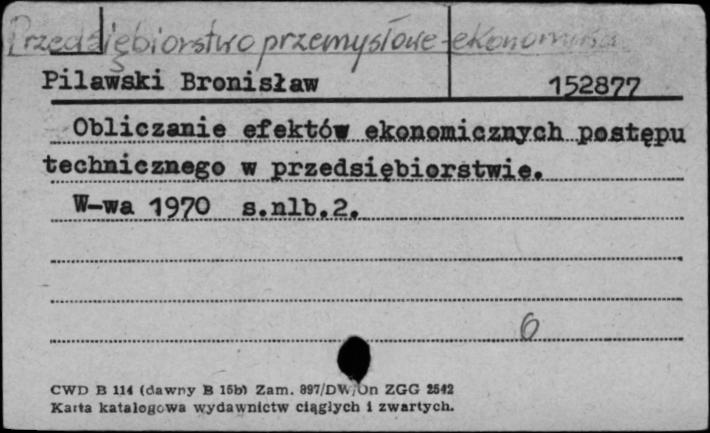 Przedsiębiorstwo przemysłowe-ekonomika
Pilawski Bronisław 152877
Obliczanie efektów ekonomicznych postępu
technicznego w przedsiębiorstwie.
W-wa 1970 s.nlb.2.
6
CWD B 114 (dawny B 15b) Zam. 897/DW/On ZGG 2542
Karta katalogowa wydawnictw ciągłych i zwartych.